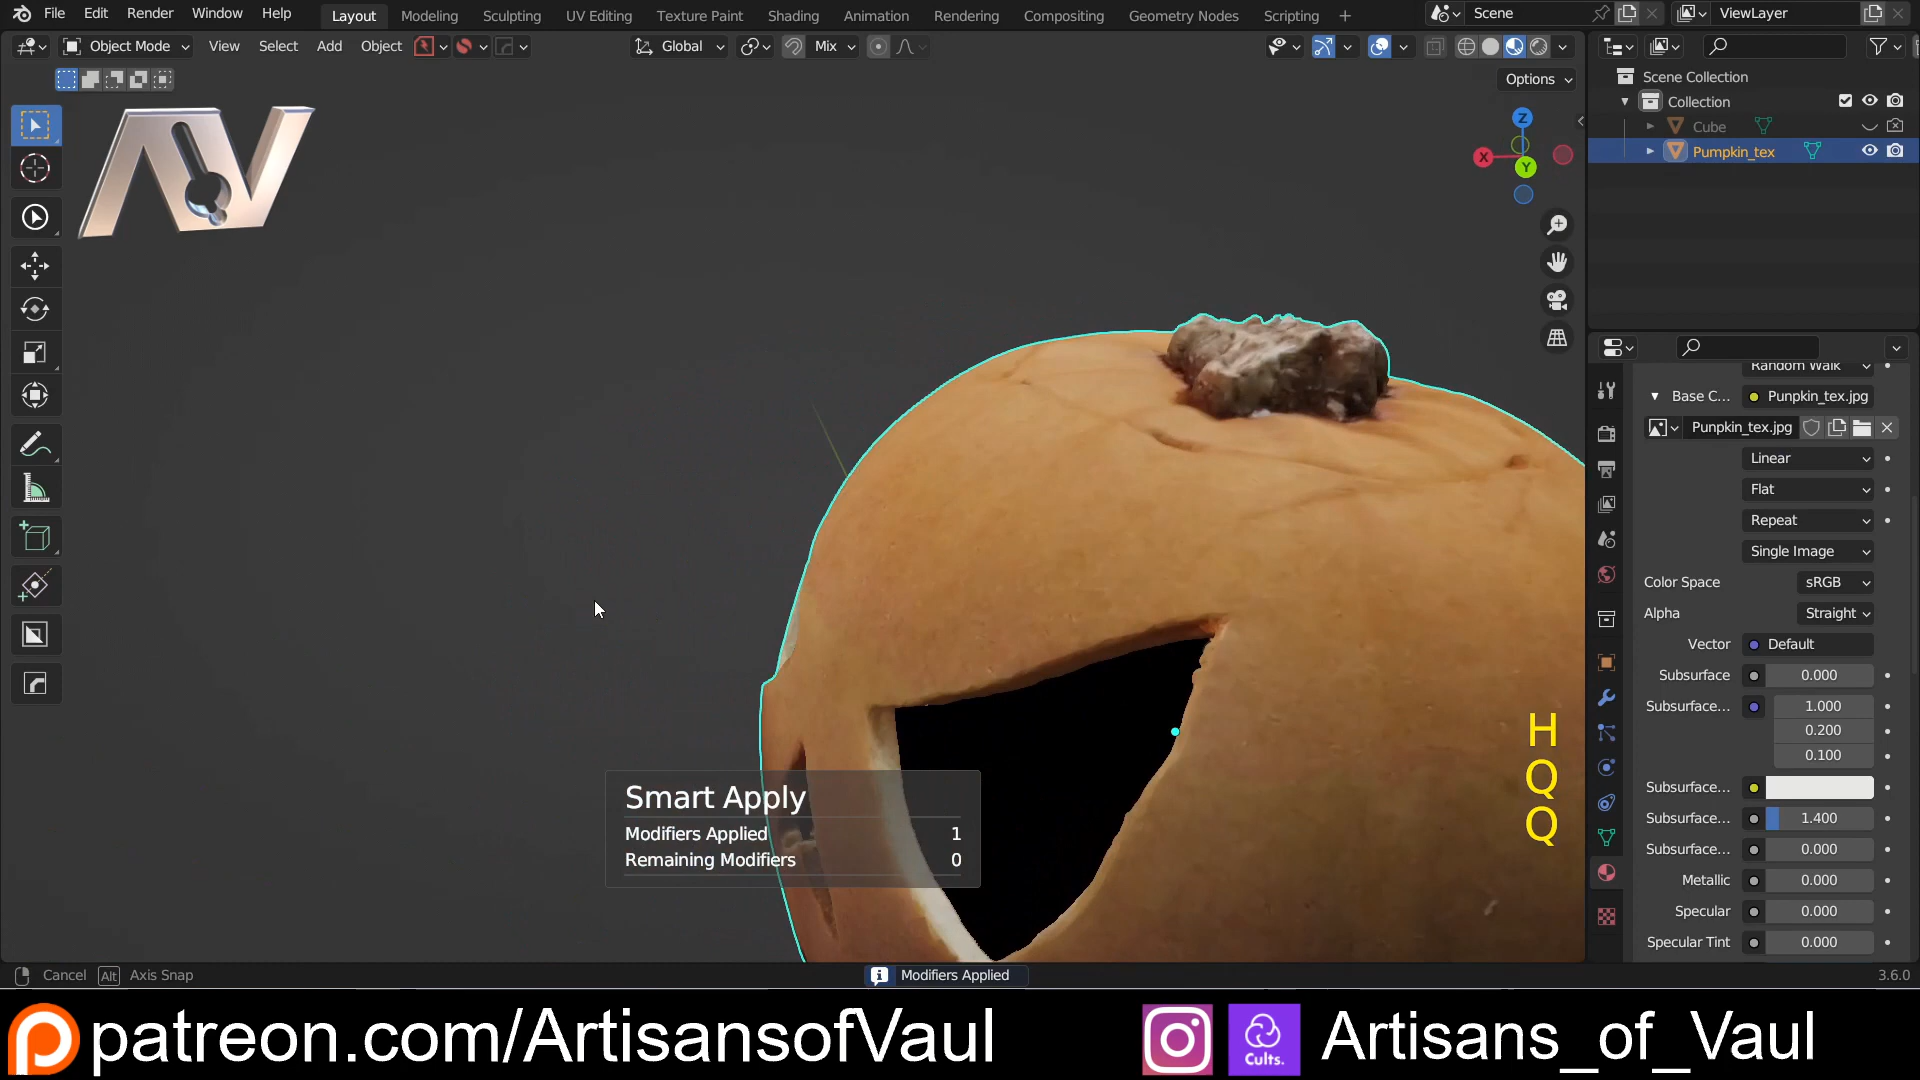 File Edit Render Window Help Layout Modeling Sculpting UV Editing Texture Paint Shading Animation Rendering Compositing Geometry Nodes Scripting + Scene ViewLayer
Object Mode View Select Add Object Global Mix
Options
Scene Collection
Collection
Cube
Pumpkin_tex
Z
X
Y
AV
Random Walk
Base C... Punpkin_tex.jpg
Punpkin_tex.jpg
Linear
Flat
Repeat
Single Image
Color Space sRGB
Alpha Straight
Vector Default
Subsurface 0.000
Subsurface... 1.000
0.200
0.100
Subsurface...
Subsurface... 1.400
Subsurface... 0.000
Metallic 0.000
Specular 0.000
Specular Tint 0.000
H
Q
Q
Smart Apply
Modifiers Applied 1
Remaining Modifiers 0
Cancel Alt Axis Snap Modifiers Applied 3.6.0
patreon.com/ArtisansofVaul Cults. Artisans_of_Vaul